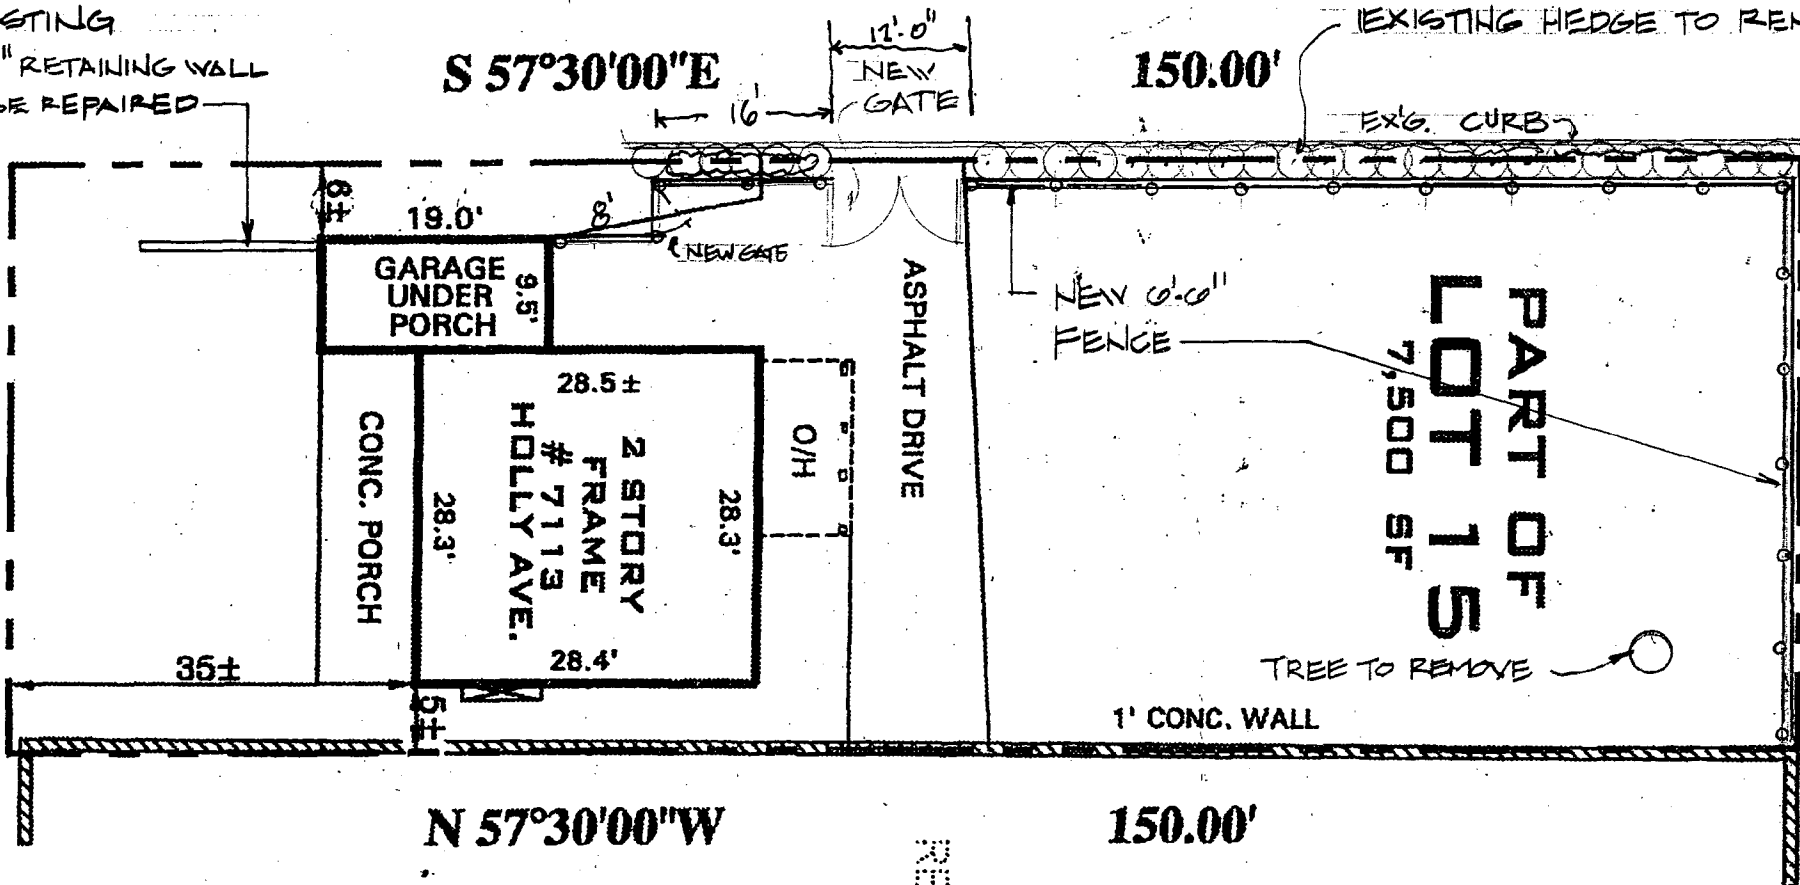 STING
" RETAINING WALL
BE REPAIRED
S 57°30'00"E
12'-0"
NEW
GATE
16'
150.00'
EXISTING HEDGE TO REM
EX'G. CURB
8±
19.0'
8'
NEW GATE
GARAGE
UNDER
PORCH
9.5'
ASPHALT DRIVE
NEW 6'-6"
FENCE
PART OF
LOT 15
7,500 SF
28.5±
CONC. PORCH
28.3'
2 STORY
FRAME
# 7113
HOLLY AVE.
28.3'
O/H
28.4'
35±
5±
TREE TO REMOVE
1' CONC. WALL
N 57°30'00"W
150.00'
RE